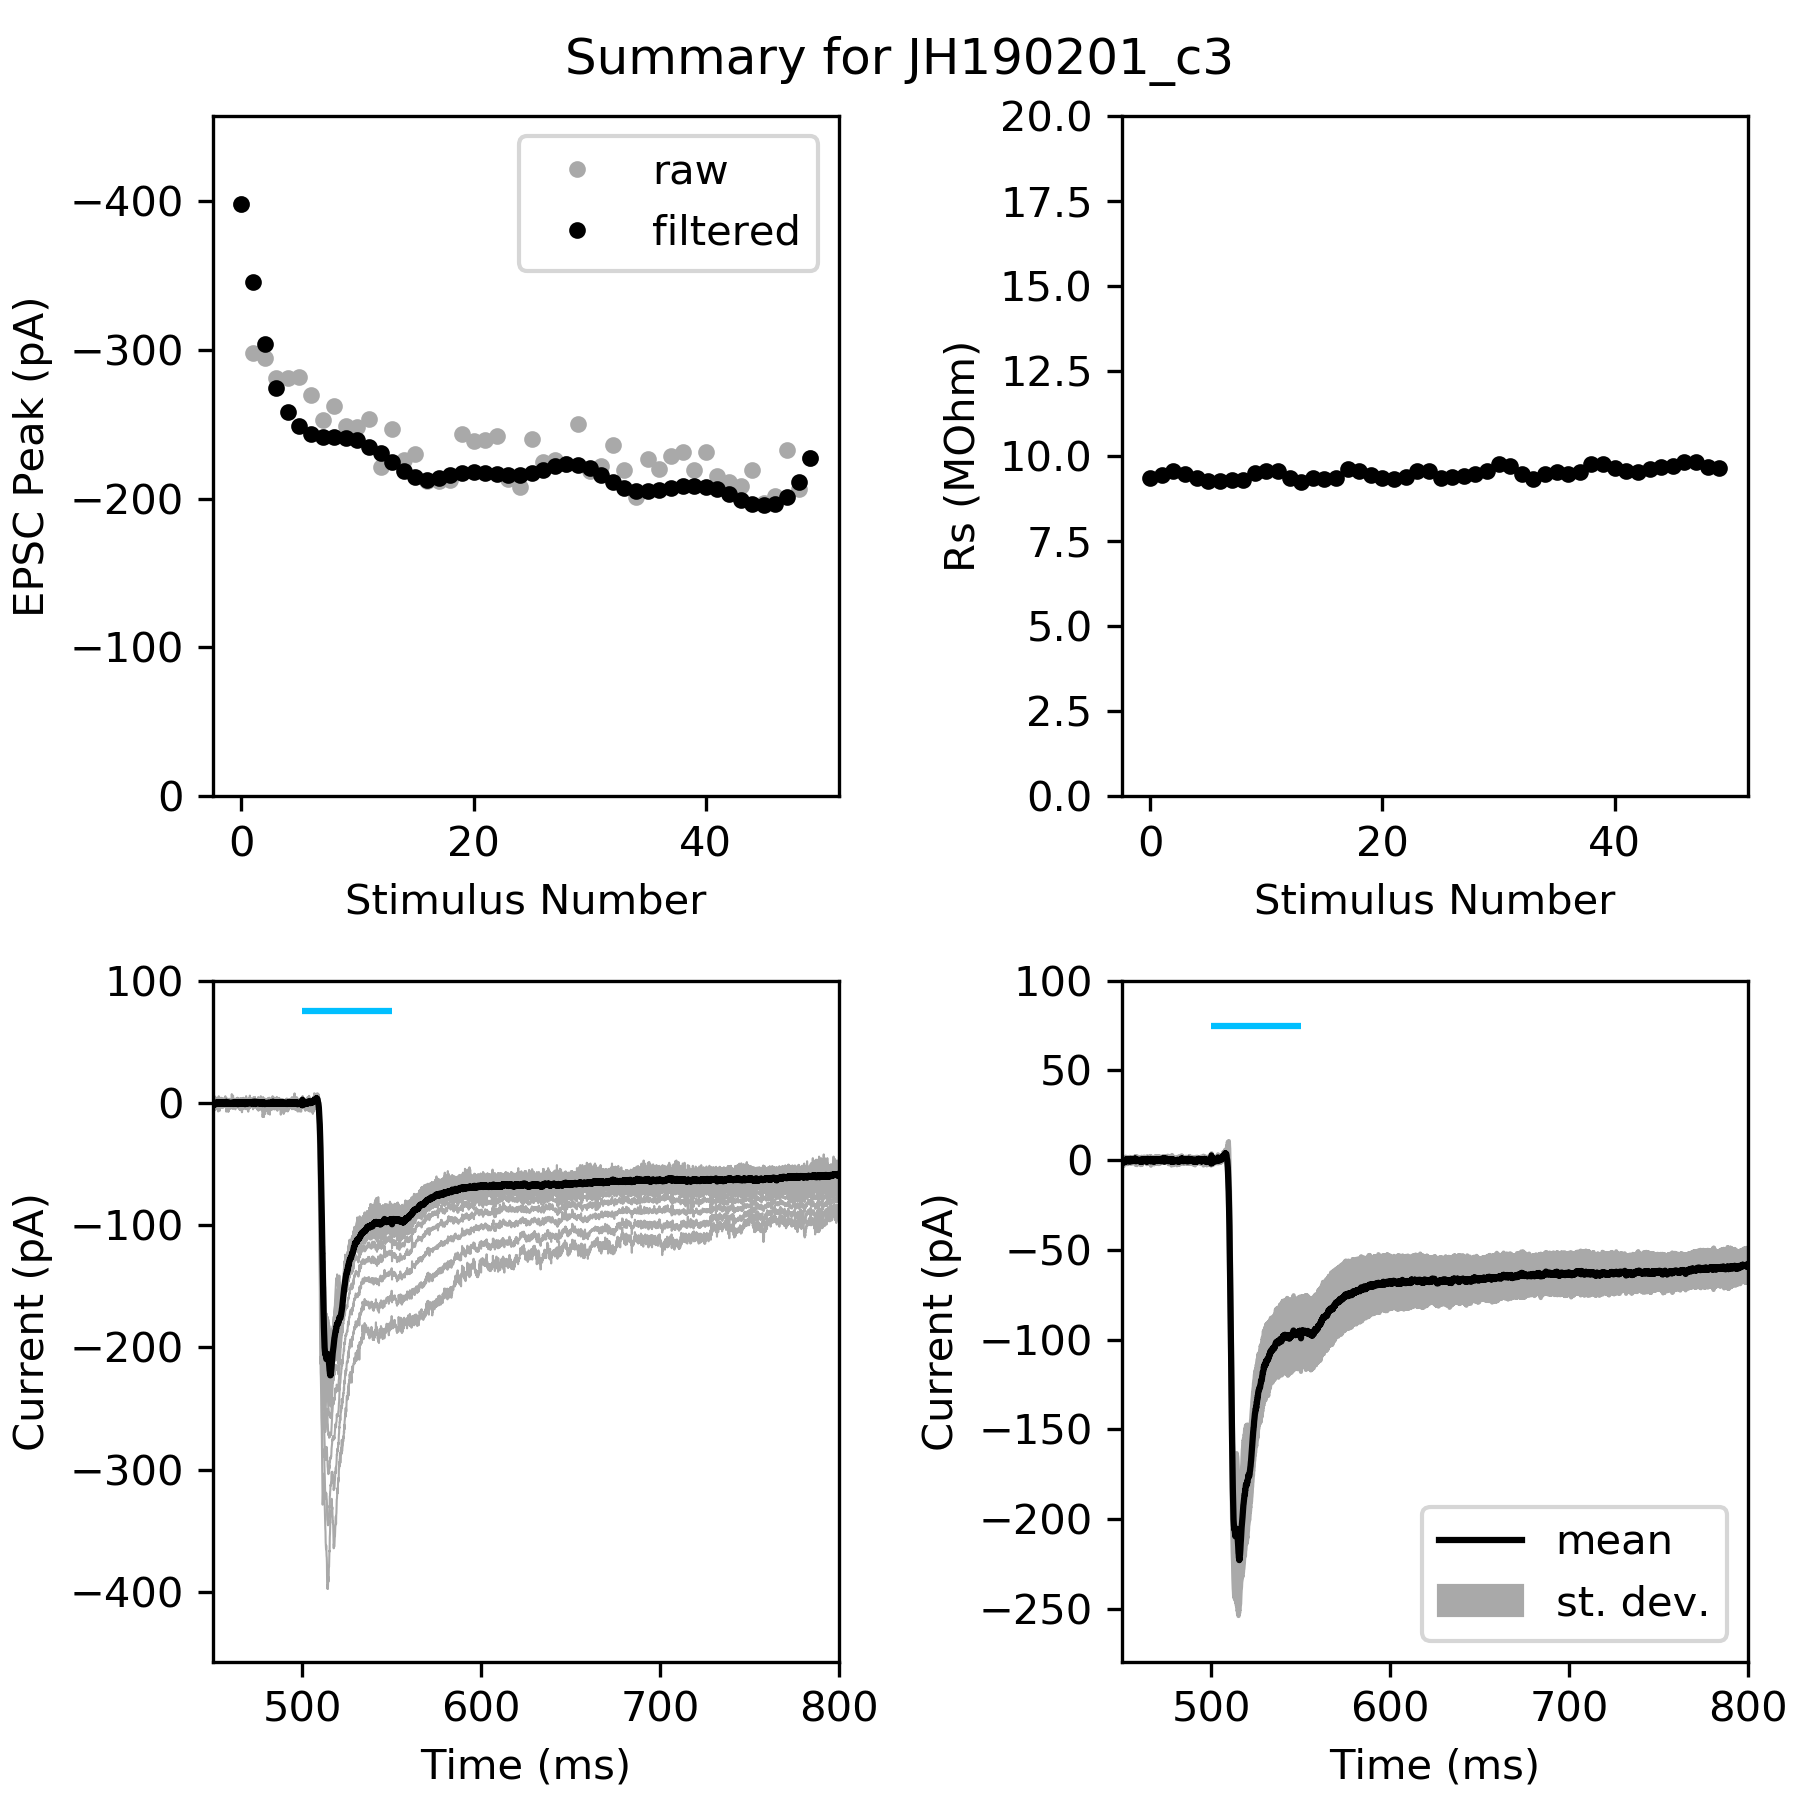 Summary for JH190201_c3
EPSC Peak (pA)
−400
−300
−200
−100
0
raw
filtered
0 20 40
Stimulus Number
Rs (MOhm)
20.0
17.5
15.0
12.5
10.0
7.5
5.0
2.5
0.0
0 20 40
Stimulus Number
Current (pA)
100
0
−100
−200
−300
−400
500 600 700 800
Time (ms)
Current (pA)
100
50
0
−50
−100
−150
−200
−250
mean
st. dev.
500 600 700 800
Time (ms)